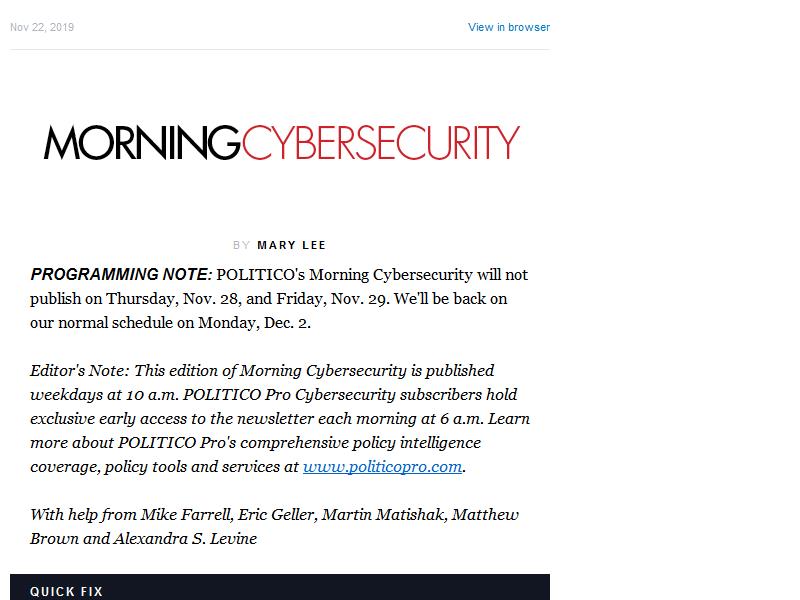 Nov 22, 2019 View in browser
MORNINGCYBERSECURITY
BY MARY LEE
PROGRAMMING NOTE: POLITICO's Morning Cybersecurity will not
publish on Thursday, Nov. 28, and Friday, Nov. 29. We'll be back on
our normal schedule on Monday, Dec. 2.
Editor's Note: This edition of Morning Cybersecurity is published
weekdays at 10 a.m. POLITICO Pro Cybersecurity subscribers hold
exclusive early access to the newsletter each morning at 6 a.m. Learn
more about POLITICO Pro's comprehensive policy intelligence
coverage, policy tools and services at www.politicopro.com.
With help from Mike Farrell, Eric Geller, Martin Matishak, Matthew
Brown and Alexandra S. Levine
QUICK FIX